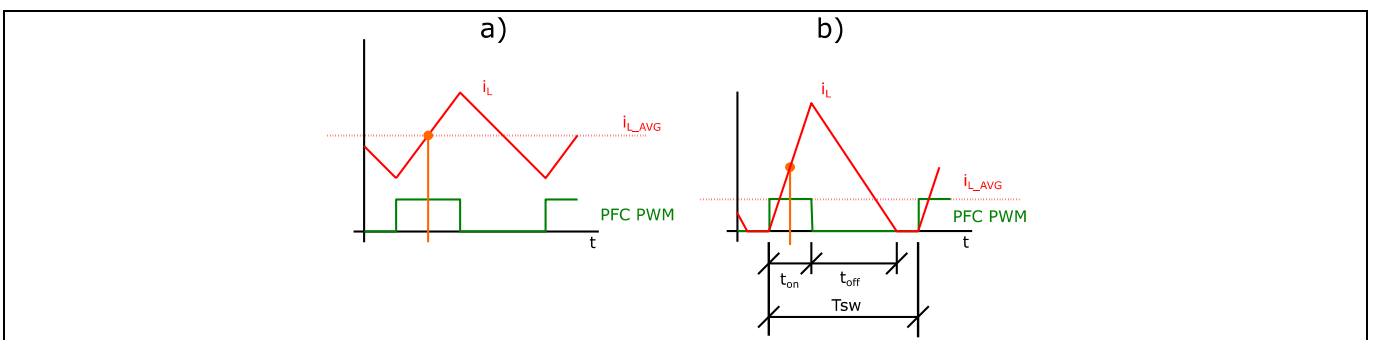 a)
b)
iL
iL_AVG
PFC PWM
t
iL
iL_AVG
PFC PWM
t
ton
toff
Tsw